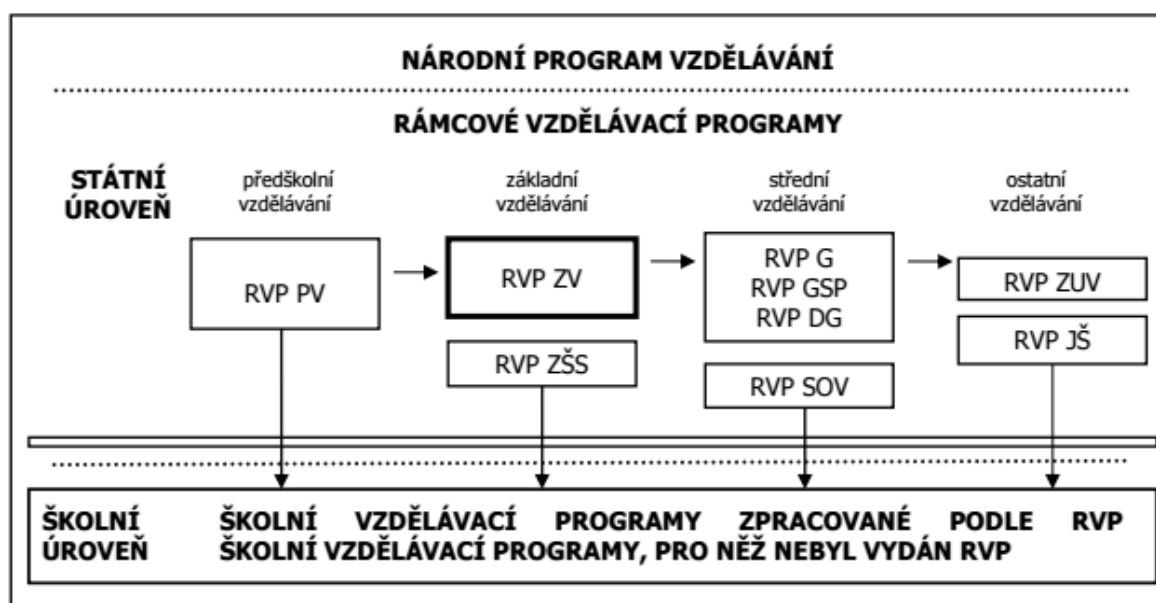 NÁRODNÍ PROGRAM VZDĚLÁVÁNÍ
RÁMCOVÉ VZDĚLÁVACÍ PROGRAMY
STÁTNÍ
ÚROVEŇ
předškolní
vzdělávání
základní
vzdělávání
střední
vzdělávání
ostatní
vzdělávání
RVP PV
RVP ZV
RVP ZŠS
RVP G
RVP GSP
RVP DG
RVP SOV
RVP ZUV
RVP JŠ
ŠKOLNÍ
ÚROVEŇ
ŠKOLNÍ VZDĚLÁVACÍ PROGRAMY ZPRACOVANÉ PODLE RVP
ŠKOLNÍ VZDĚLÁVACÍ PROGRAMY, PRO NĚŽ NEBYL VYDÁN RVP